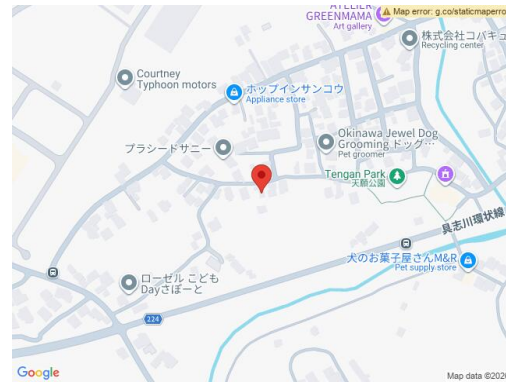 ATELIER
GREENMAMA
Art gallery
Map error: g.co/staticmaperro
株式会社コバキュ
Recycling center
Courtney
Typhoon motors
ホップインサンコウ
Appliance store
プラシードサニー
Okinawa Jewel Dog
Grooming ドッグ…
Pet groomer
Tengan Park
天願公園
具志川環状線
犬のお菓子屋さんM&R
Pet supply store
ローゼル こども
Dayさぽーと
224
Google
Map data ©2026